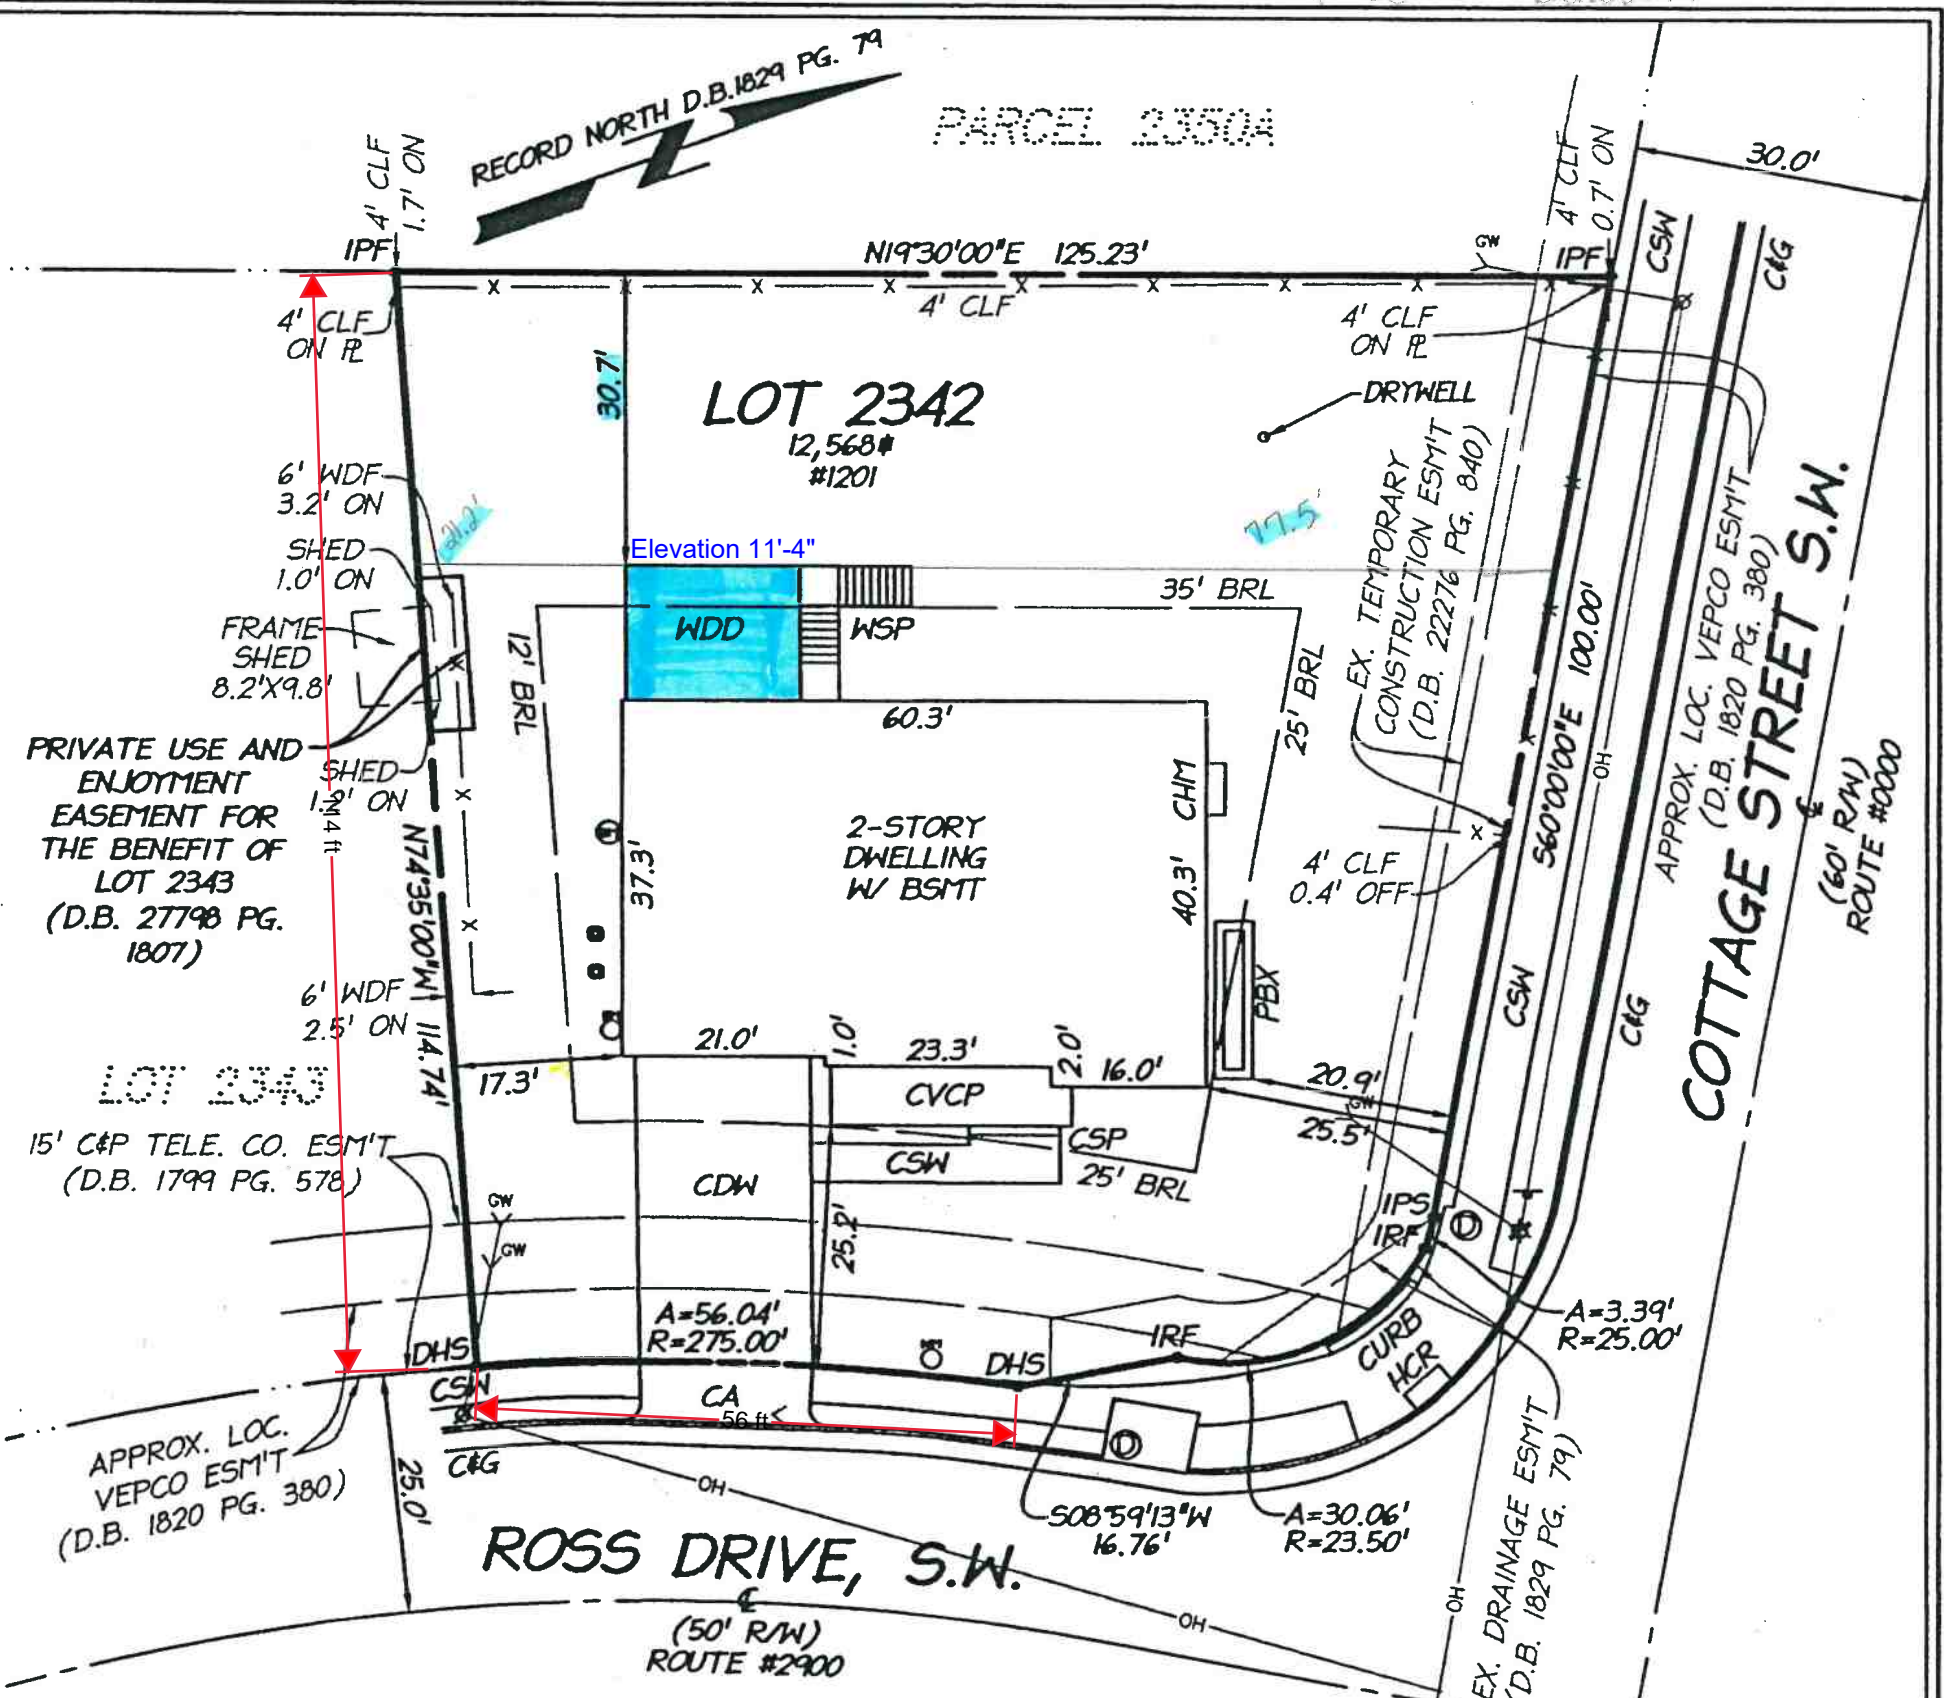 RECORD NORTH D.B.1829 PG. 79
PARCEL 2350A
4' CLF
1.7' ON
IPF
N19°30'00"E 125.23'
GW
IPF
4' CLF
0.7' ON
30.0'
CSW
C&G
4' CLF
ON PL
4' CLF
4' CLF
ON PL
30.7'
LOT 2342
12,568#
#1201
DRYWELL
6' WDF
3.2' ON
21.2'
77.5'
SHED
1.0' ON
Elevation 11'-4"
EX. TEMPORARY
CONSTRUCTION ESM'T
(D.B. 22276 PG. 840)
APPROX. LOC. VEPCO ESM'T
(D.B. 1820 PG. 380)
S60°00'00"E 100.00'
35' BRL
FRAME
SHED
8.2'X9.8'
WDD
WSP
12' BRL
25' BRL
60.3'
PRIVATE USE AND
ENJOYMENT
EASEMENT FOR
THE BENEFIT OF
LOT 2343
(D.B. 27798 PG.
1807)
SHED
ON
N74°35'00"W 114.74'
37.3'
2-STORY
DWELLING
W/ BSMT
CHM
40.3'
4' CLF
0.4' OFF
OH
COTTAGE STREET S.W.
CL
(60' R/W)
ROUTE #0000
6' WDF
2.5' ON
PBX
CSW
C&G
21.0'
1.0'
23.3'
2.0'
16.0'
LOT 2343
17.3'
CVCP
20.9'
GW
25.5'
15' C&P TELE. CO. ESM'T
(D.B. 1799 PG. 578)
CSP
CSW
25' BRL
CDW
25.2'
GW
GW
IPS
IRF
D
A=56.04'
R=275.00'
IRF
DHS
DHS
CURB
HCR
A=3.39'
R=25.00'
CSW
CA
56 ft
D
C&G
APPROX. LOC.
VEPCO ESM'T
(D.B. 1820 PG. 380)
25.0'
OH
S08°59'13"W
16.76'
A=30.06'
R=23.50'
EX. DRAINAGE ESM'T
(D.B. 1829 PG. 79)
ROSS DRIVE, S.W.
CL
(50' R/W)
ROUTE #2900
OH
OH